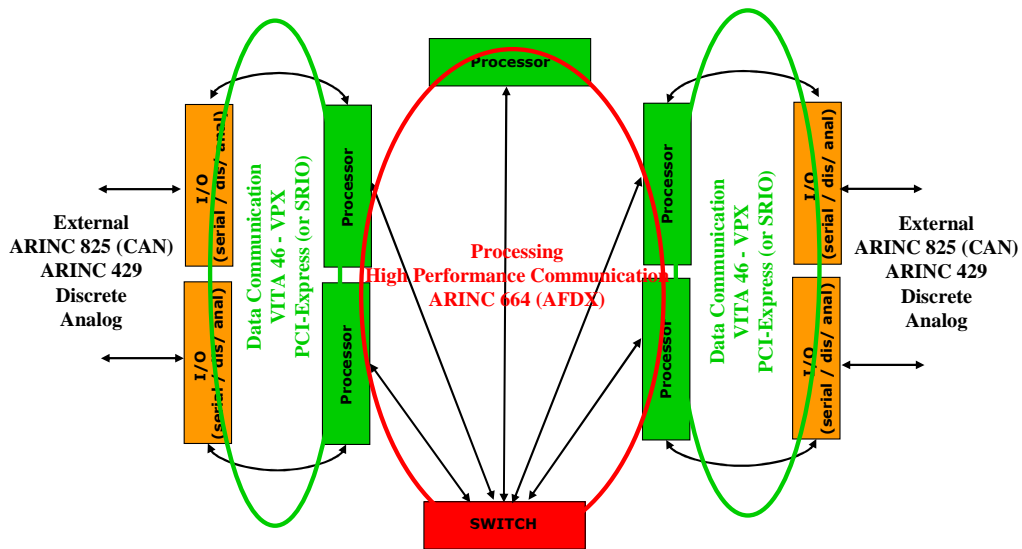 Processor
I/O
(serial / dis/ anal)
Processor
Data Communication
VITA 46 - VPX
PCI-Express (or SRIO)
External
ARINC 825 (CAN)
ARINC 429
Discrete
Analog
I/O
(serial / dis/ anal)
Processor
Processing
High Performance Communication
ARINC 664 (AFDX)
Processor
Processor
Data Communication
VITA 46 - VPX
PCI-Express (or SRIO)
I/O
(serial / dis/ anal)
I/O
(serial / dis/ anal)
External
ARINC 825 (CAN)
ARINC 429
Discrete
Analog
SWITCH